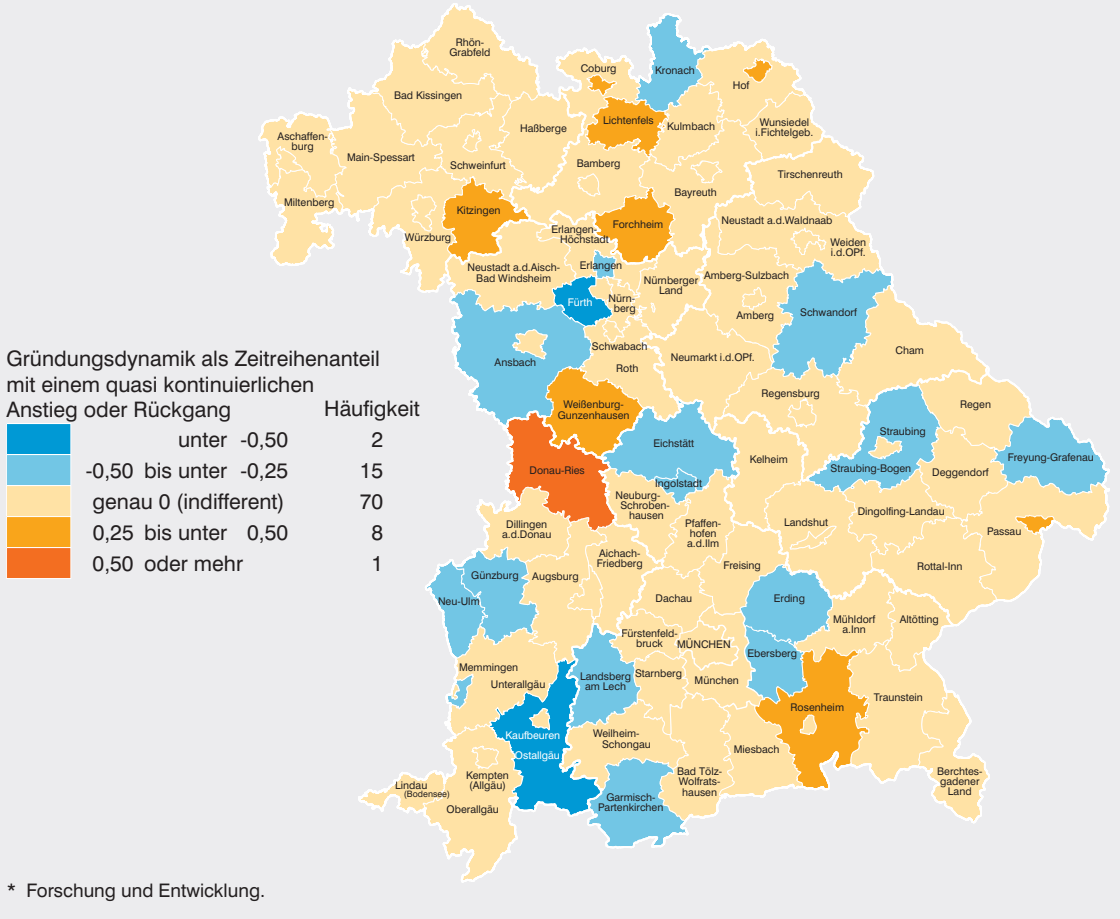 Rhön-
Grabfeld
Coburg
Kronach
Hof
Bad Kissingen
Lichtenfels
Kulmbach
Wunsiedel
i.Fichtelgeb.
Haßberge
Aschaffen-
burg
Main-Spessart
Schweinfurt
Bamberg
Tirschenreuth
Bayreuth
Miltenberg
Kitzingen
Forchheim
Neustadt a.d.Waldnaab
Würzburg
Erlangen-
Höchstadt
Weiden
i.d.OPf.
Neustadt a.d.Aisch-
Bad Windsheim
Erlangen
Nürnberger
Land
Amberg-Sulzbach
Fürth
Nürn-
berg
Amberg
Schwandorf
Ansbach
Schwabach
Roth
Neumarkt i.d.OPf.
Cham
Regensburg
Weißenburg-
Gunzenhausen
Regen
Eichstätt
Straubing
Kelheim
Straubing-Bogen
Deggendorf
Freyung-Grafenau
Donau-Ries
Ingolstadt
Neuburg-
Schroben-
hausen
Dillingen
a.d.Donau
Pfaffen-
hofen
a.d.Ilm
Landshut
Dingolfing-Landau
Passau
Aichach-
Friedberg
Freising
Rottal-Inn
Günzburg
Augsburg
Neu-Ulm
Dachau
Erding
Mühldorf
a.Inn
Altötting
Fürstenfeld-
bruck
MÜNCHEN
Ebersberg
Memmingen
Unterallgäu
Landsberg
am Lech
Starnberg
München
Traunstein
Rosenheim
Kaufbeuren
Ostallgäu
Weilheim-
Schongau
Miesbach
Kempten
(Allgäu)
Lindau
(Bodensee)
Oberallgäu
Garmisch-
Partenkirchen
Bad Tölz-
Wolfrats-
hausen
Berchtes-
gadener
Land
Gründungsdynamik als Zeitreihenanteil
mit einem quasi kontinuierlichen
Anstieg oder Rückgang Häufigkeit
unter -0,50 2
-0,50 bis unter -0,25 15
genau 0 (indifferent) 70
0,25 bis unter 0,50 8
0,50 oder mehr 1
* Forschung und Entwicklung.